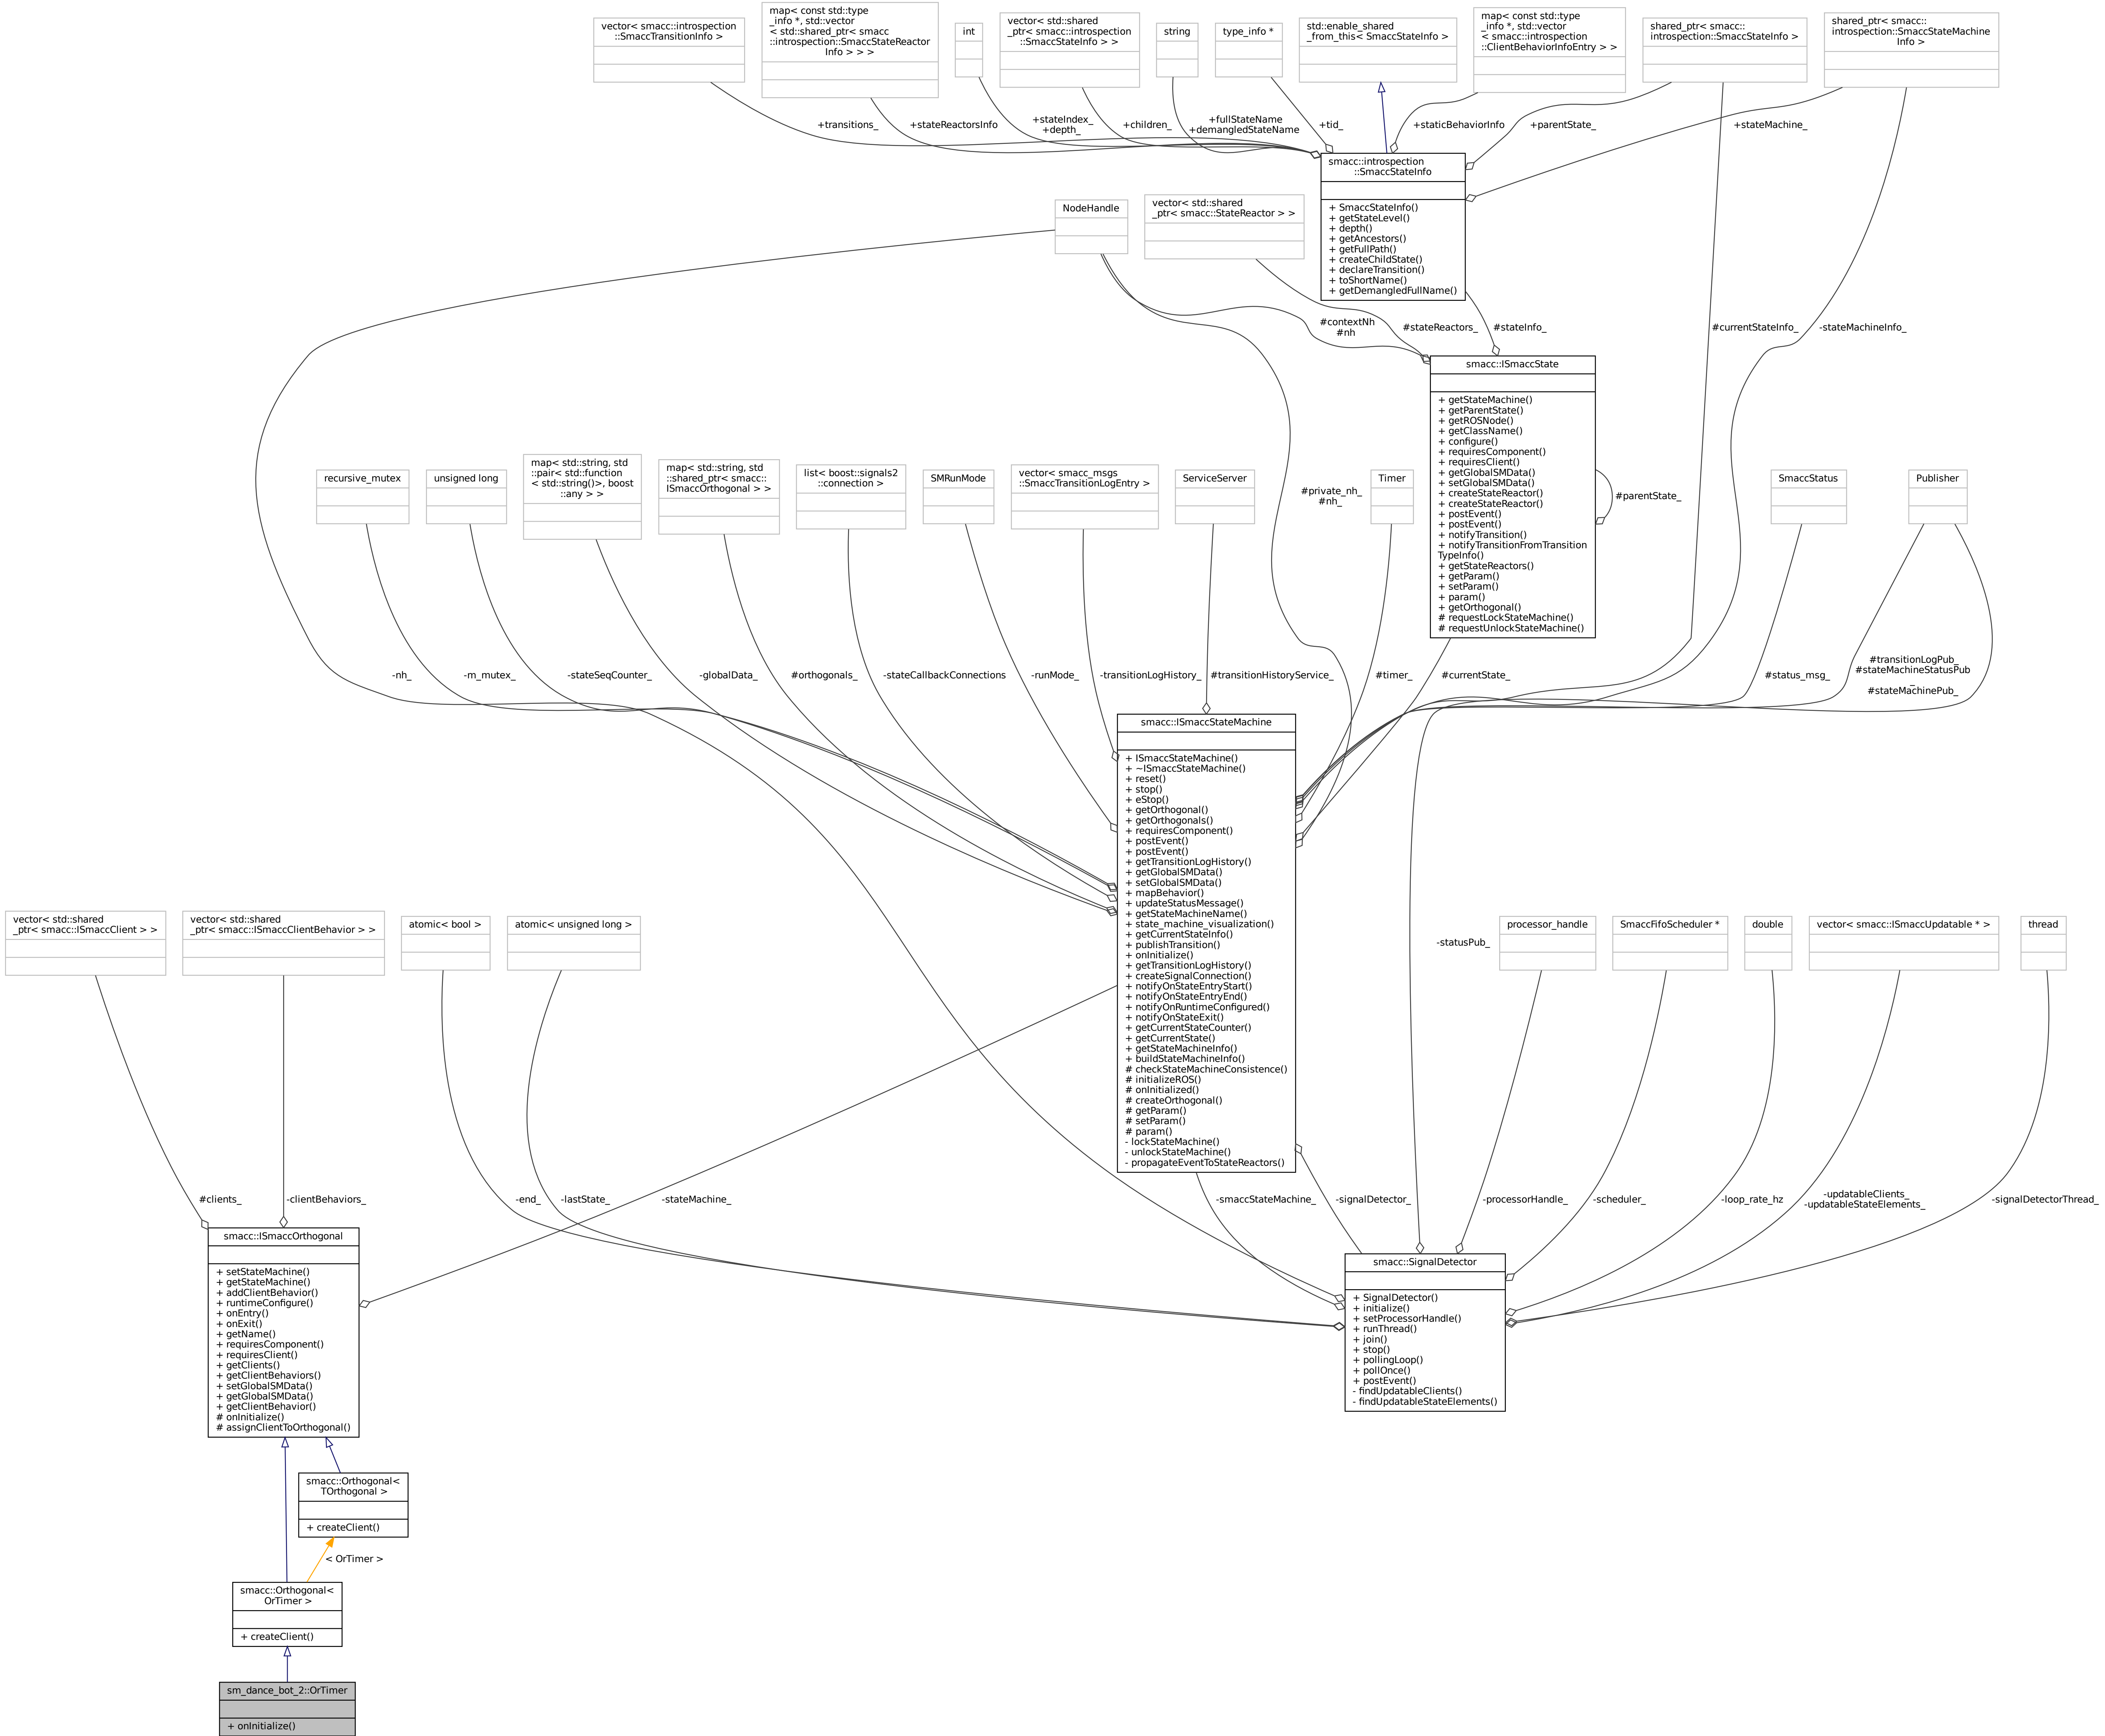 vector< smacc::introspection
::SmaccTransitionInfo >
map< const std::type
_info *, std::vector
< std::shared_ptr< smacc
::introspection::SmaccStateReactor
Info > > >
int
vector< std::shared
_ptr< smacc::introspection
::SmaccStateInfo > >
string
type_info *
std::enable_shared
_from_this< SmaccStateInfo >
map< const std::type
_info *, std::vector
< smacc::introspection
::ClientBehaviorInfoEntry > >
shared_ptr< smacc::
introspection::SmaccStateInfo >
shared_ptr< smacc::
introspection::SmaccStateMachine
Info >
+transitions_
+stateReactorsInfo
+stateIndex_
+depth_
+children_
+fullStateName
+demangledStateName
+tid_
+staticBehaviorInfo
+parentState_
+stateMachine_
smacc::introspection
::SmaccStateInfo
+ SmaccStateInfo()
+ getStateLevel()
+ depth()
+ getAncestors()
+ getFullPath()
+ createChildState()
+ declareTransition()
+ toShortName()
+ getDemangledFullName()
NodeHandle
vector< std::shared
_ptr< smacc::StateReactor > >
#contextNh
#nh
#stateReactors_
#stateInfo_
#currentStateInfo_
-stateMachineInfo_
smacc::ISmaccState
+ getStateMachine()
+ getParentState()
+ getROSNode()
+ getClassName()
+ configure()
+ requiresComponent()
+ requiresClient()
+ getGlobalSMData()
+ setGlobalSMData()
+ createStateReactor()
+ createStateReactor()
+ postEvent()
+ postEvent()
+ notifyTransition()
+ notifyTransitionFromTransition
TypeInfo()
+ getStateReactors()
+ getParam()
+ setParam()
+ param()
+ getOrthogonal()
# requestLockStateMachine()
# requestUnlockStateMachine()
#parentState_
recursive_mutex
unsigned long
map< std::string, std
::pair< std::function
< std::string()>, boost
::any > >
map< std::string, std
::shared_ptr< smacc::
ISmaccOrthogonal > >
list< boost::signals2
::connection >
SMRunMode
vector< smacc_msgs
::SmaccTransitionLogEntry >
ServiceServer
#private_nh_
#nh_
Timer
SmaccStatus
Publisher
-nh_
-m_mutex_
-stateSeqCounter_
-globalData_
#orthogonals_
-stateCallbackConnections
-runMode_
-transitionLogHistory_
#transitionHistoryService_
#timer_
#currentState_
#status_msg_
#transitionLogPub_
#stateMachineStatusPub
_
#stateMachinePub_
smacc::ISmaccStateMachine
+ ISmaccStateMachine()
+ ~ISmaccStateMachine()
+ reset()
+ stop()
+ eStop()
+ getOrthogonal()
+ getOrthogonals()
+ requiresComponent()
+ postEvent()
+ postEvent()
+ getTransitionLogHistory()
+ getGlobalSMData()
+ setGlobalSMData()
+ mapBehavior()
+ updateStatusMessage()
+ getStateMachineName()
+ state_machine_visualization()
+ getCurrentStateInfo()
+ publishTransition()
+ onInitialize()
+ getTransitionLogHistory()
+ createSignalConnection()
+ notifyOnStateEntryStart()
+ notifyOnStateEntryEnd()
+ notifyOnRuntimeConfigured()
+ notifyOnStateExit()
+ getCurrentStateCounter()
+ getCurrentState()
+ getStateMachineInfo()
+ buildStateMachineInfo()
# checkStateMachineConsistence()
# initializeROS()
# onInitialized()
# createOrthogonal()
# getParam()
# setParam()
# param()
- lockStateMachine()
- unlockStateMachine()
- propagateEventToStateReactors()
vector< std::shared
_ptr< smacc::ISmaccClient > >
vector< std::shared
_ptr< smacc::ISmaccClientBehavior > >
atomic< bool >
atomic< unsigned long >
-statusPub_
processor_handle
SmaccFifoScheduler *
double
vector< smacc::ISmaccUpdatable * >
thread
#clients_
-clientBehaviors_
-end_
-lastState_
-stateMachine_
-smaccStateMachine_
-signalDetector_
-processorHandle_
-scheduler_
-loop_rate_hz
-updatableClients_
-updatableStateElements_
-signalDetectorThread_
smacc::ISmaccOrthogonal
+ setStateMachine()
+ getStateMachine()
+ addClientBehavior()
+ runtimeConfigure()
+ onEntry()
+ onExit()
+ getName()
+ requiresComponent()
+ requiresClient()
+ getClients()
+ getClientBehaviors()
+ setGlobalSMData()
+ getGlobalSMData()
+ getClientBehavior()
# onInitialize()
# assignClientToOrthogonal()
smacc::SignalDetector
+ SignalDetector()
+ initialize()
+ setProcessorHandle()
+ runThread()
+ join()
+ stop()
+ pollingLoop()
+ pollOnce()
+ postEvent()
- findUpdatableClients()
- findUpdatableStateElements()
smacc::Orthogonal<
TOrthogonal >
+ createClient()
< OrTimer >
smacc::Orthogonal<
OrTimer >
+ createClient()
sm_dance_bot_2::OrTimer
+ onInitialize()